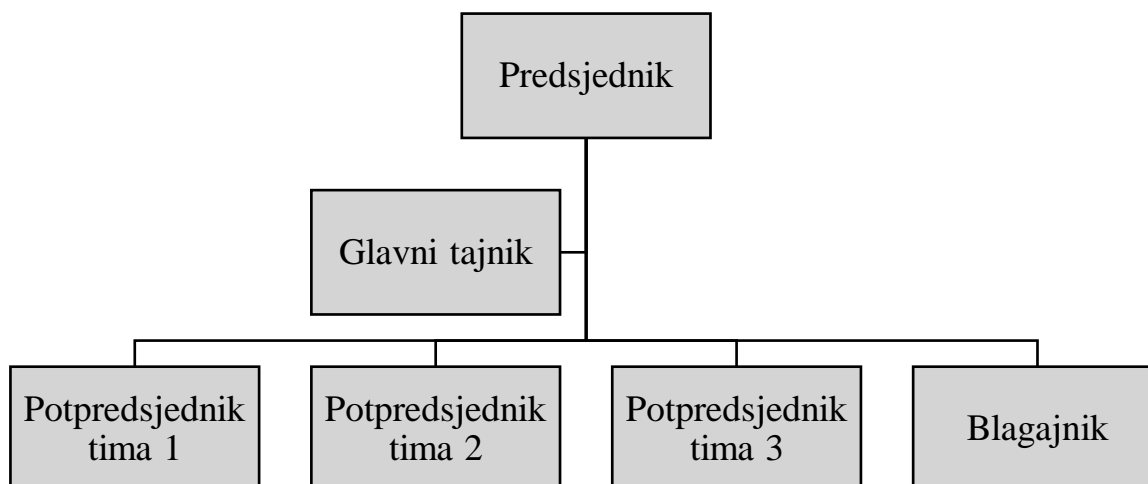 Predsjednik
Glavni tajnik
Potpredsjednik
tima 1
Potpredsjednik
tima 2
Potpredsjednik
tima 3
Blagajnik